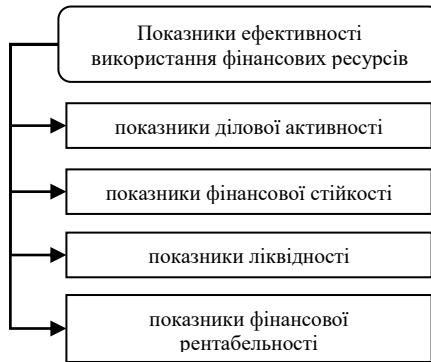 Показники ефективності
використання фінансових ресурсів
показники ділової активності
показники фінансової стійкості
показники ліквідності
показники фінансової
рентабельності